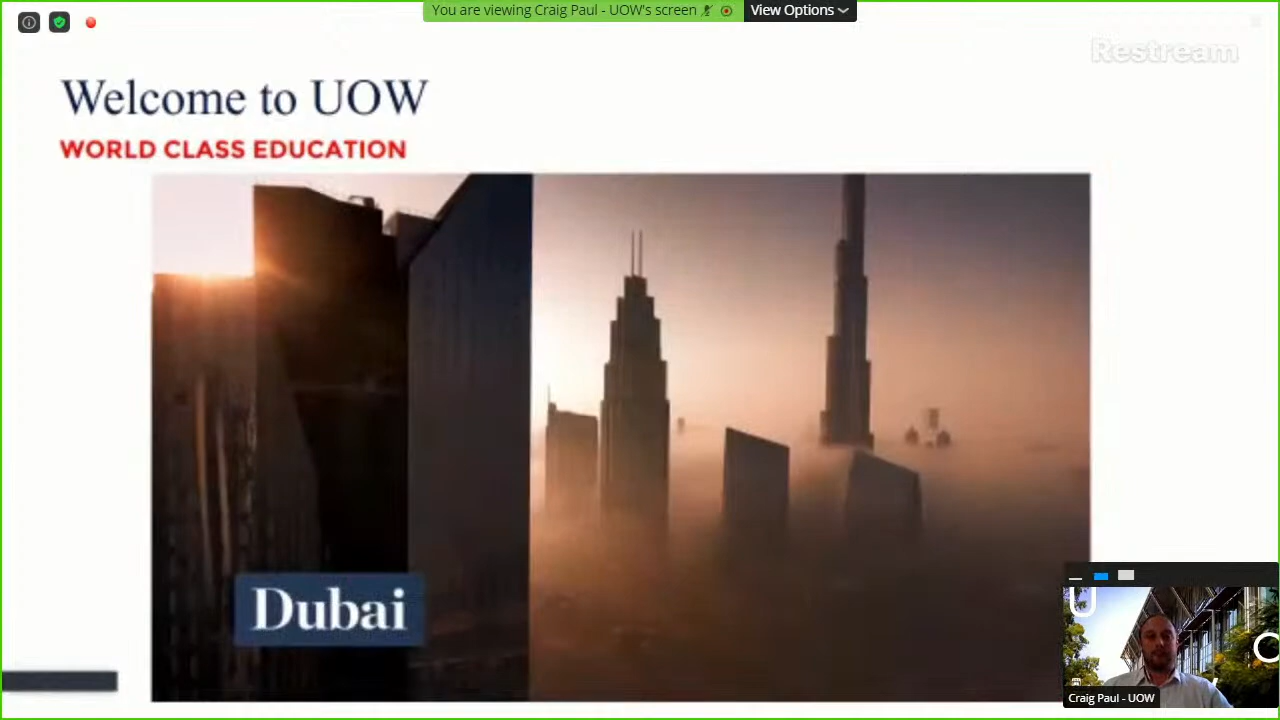 You are viewing Craig Paul - UOW's screen
View Options
Restream
Welcome to UOW
WORLD CLASS EDUCATION
Dubai
U
O
Craig Paul - UOW